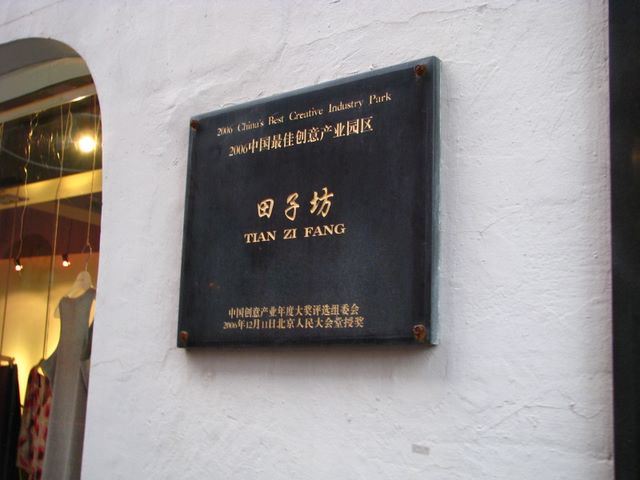 2006 China's Best Creative Industry Park
2006中国最佳创意产业园区
田子坊
TIAN ZI FANG
中国创意产业年度大奖评选组委会
2006年12月11日北京人民大会堂授奖